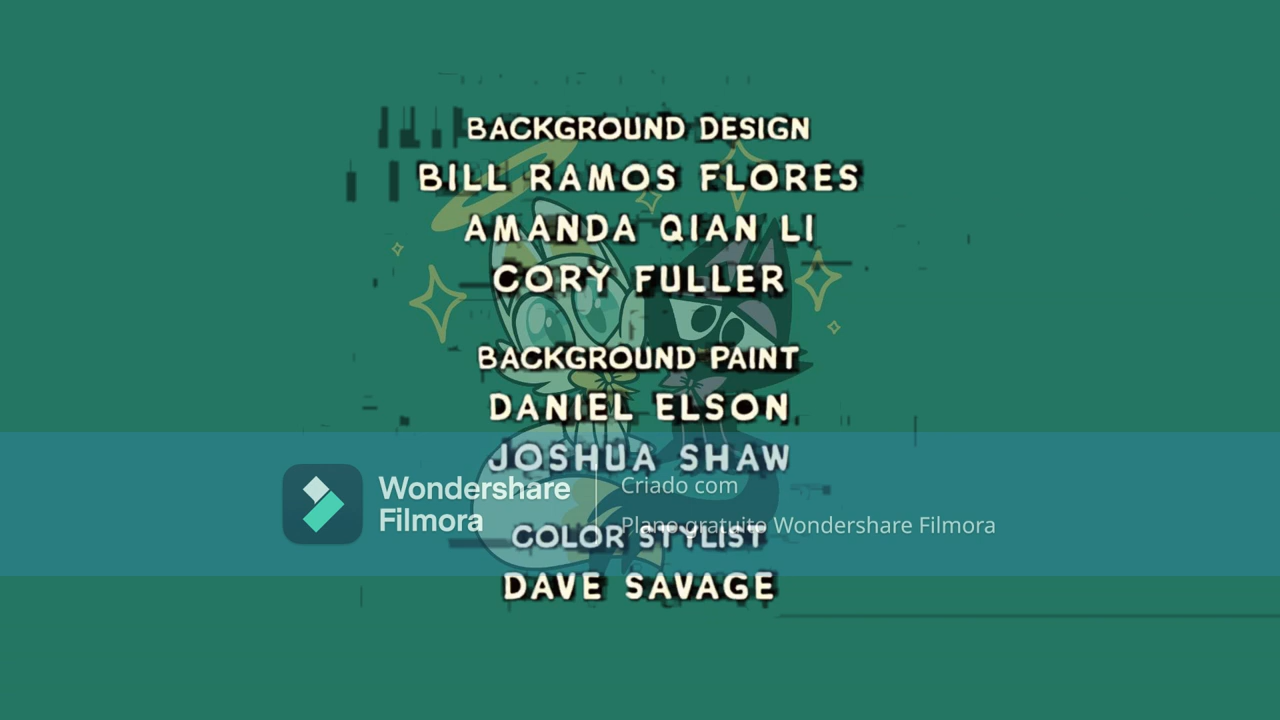 BACKGROUND DESIGN
BILL RAMOS FLORES
AMANDA QIAN LI
CORY FULLER
BACKGROUND PAINT
DANIEL ELSON
JOSHUA SHAW
Wondershare
Filmora
Criado com
Plano gratuito Wondershare Filmora
COLOR STYLIST
DAVE SAVAGE